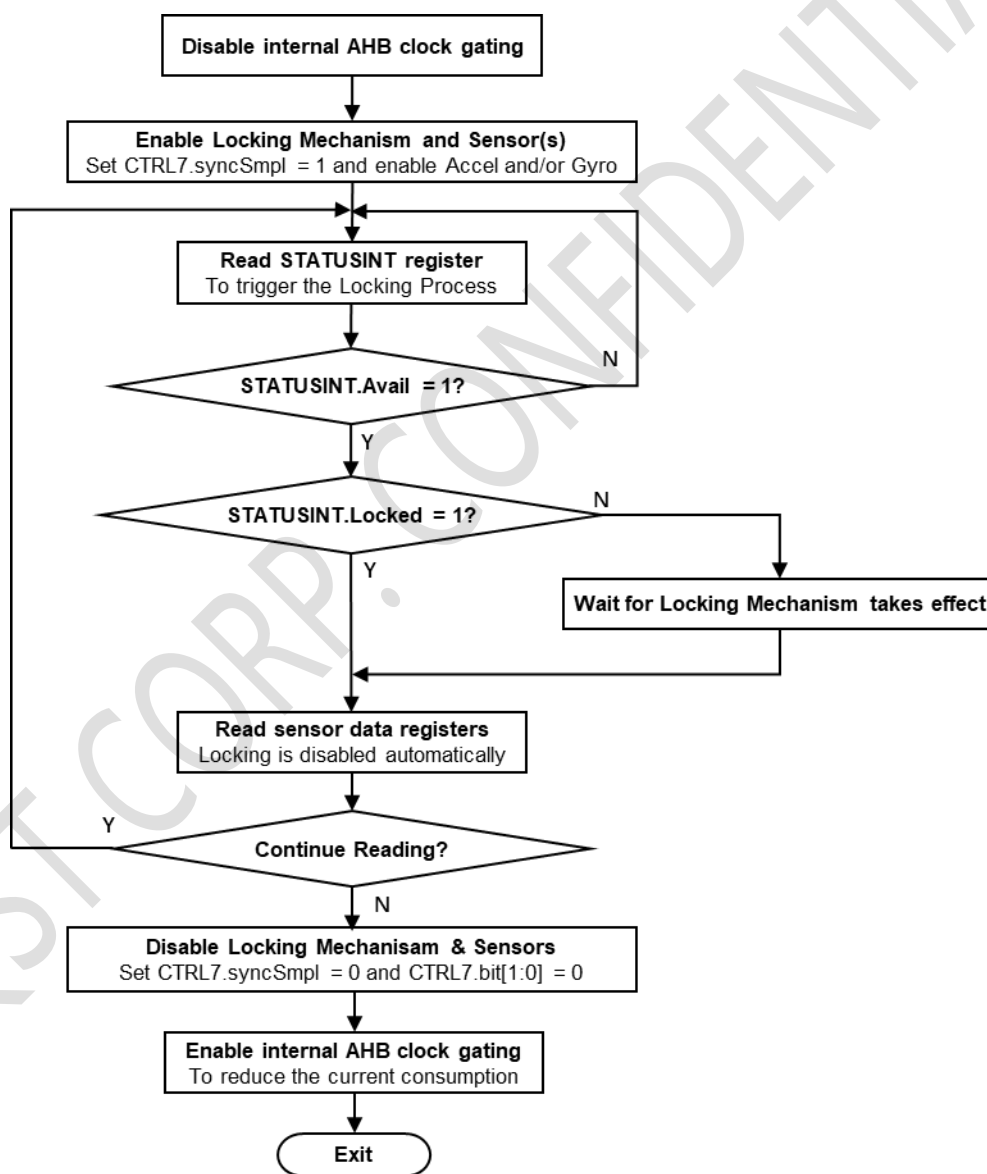 Disable internal AHB clock gating
Enable Locking Mechanism and Sensor(s)
Set CTRL7.syncSmpl = 1 and enable Accel and/or Gyro
Read STATUSINT register
To trigger the Locking Process
N
STATUSINT.Avail = 1?
Y
N
STATUSINT.Locked = 1?
Y
Wait for Locking Mechanism takes effect
Read sensor data registers
Locking is disabled automatically
Y
Continue Reading?
N
Disable Locking Mechanisam & Sensors
Set CTRL7.syncSmpl = 0 and CTRL7.bit[1:0] = 0
Enable internal AHB clock gating
To reduce the current consumption
Exit
ST CORP. CONFIDENTIA